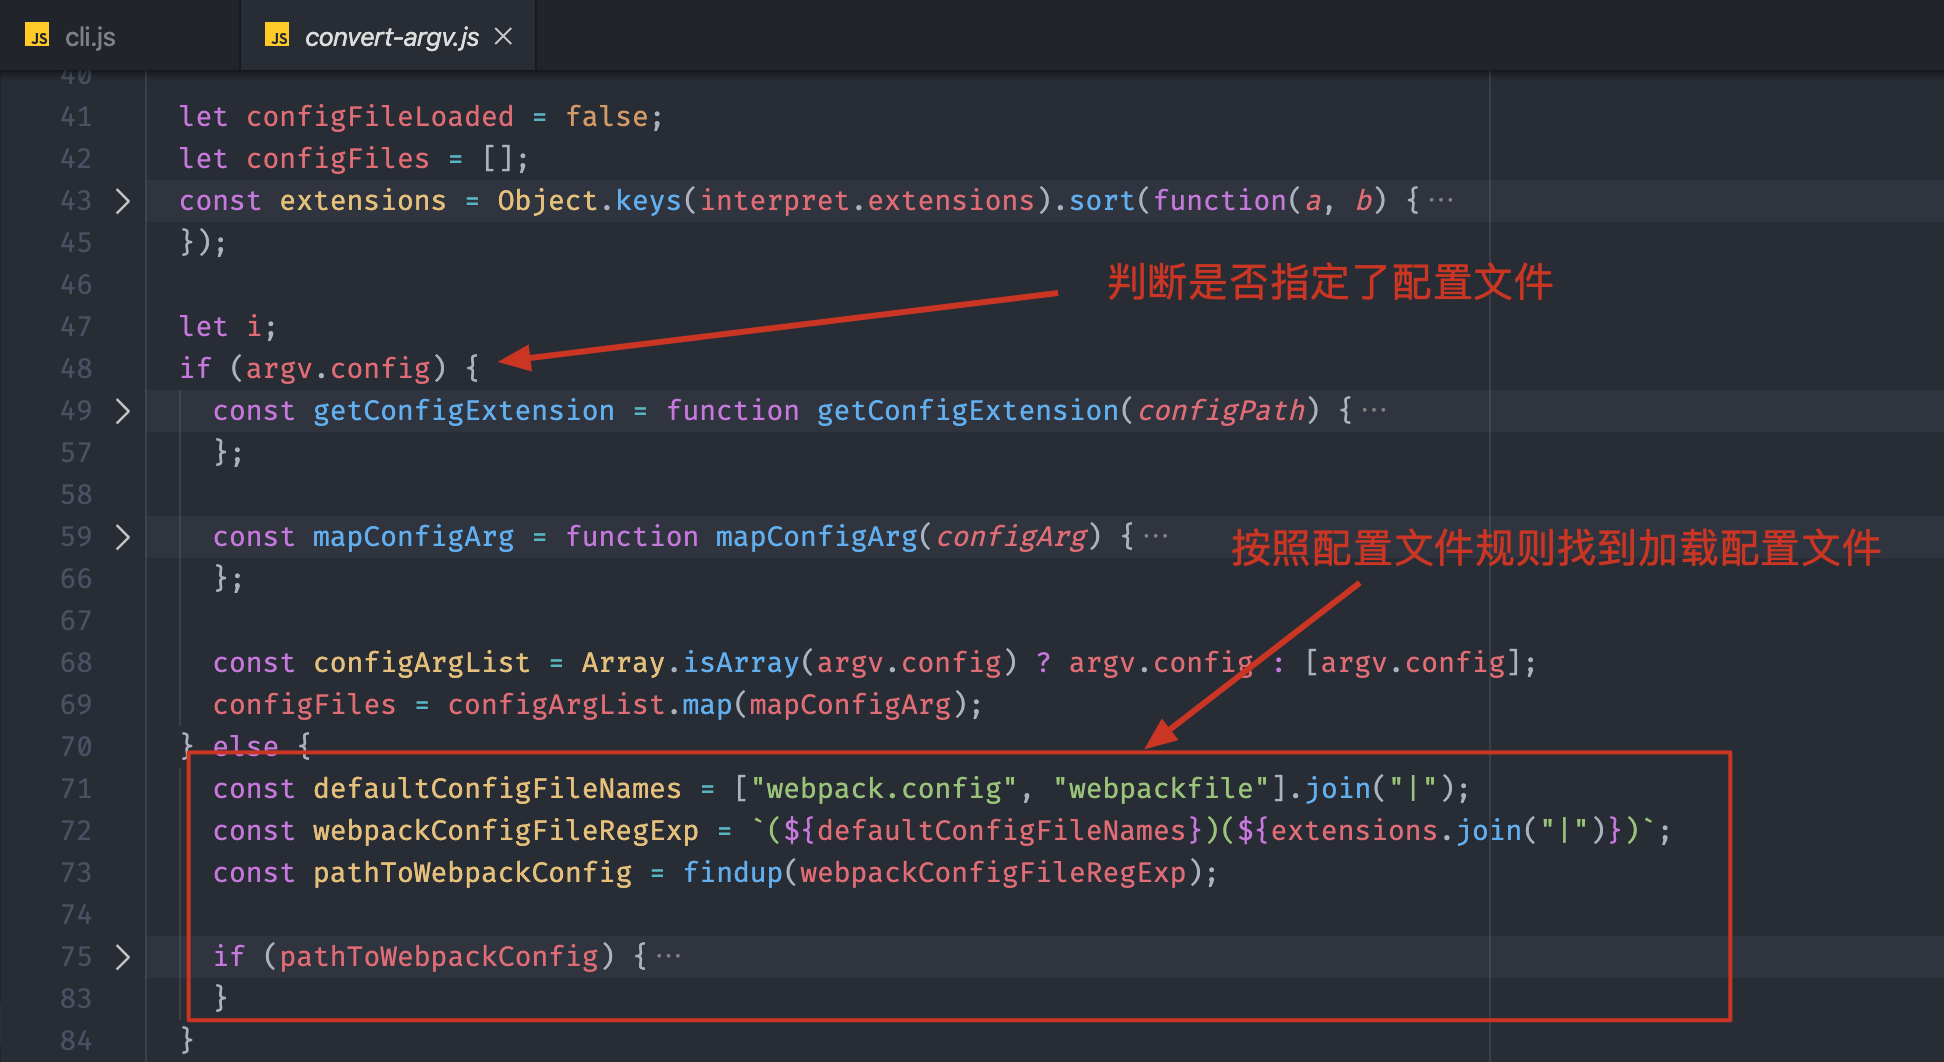 JS cli.js
JS convert-argv.js
40
41 let configFileLoaded = false;
42 let configFiles = [];
43 const extensions = Object.keys(interpret.extensions).sort(function(a, b) {···
45 });
46
判断是否指定了配置文件
47 let i;
48 if (argv.config) {
49 const getConfigExtension = function getConfigExtension(configPath) {···
57 };
58
59 const mapConfigArg = function mapConfigArg(configArg) {···
按照配置文件规则找到加载配置文件
66 };
67
68 const configArgList = Array.isArray(argv.config) ? argv.config : [argv.config];
69 configFiles = configArgList.map(mapConfigArg);
70 } else {
71 const defaultConfigFileNames = ["webpack.config", "webpackfile"].join("|");
72 const webpackConfigFileRegExp = `(${defaultConfigFileNames})(${extensions.join("|")})`;
73 const pathToWebpackConfig = findup(webpackConfigFileRegExp);
74
75 if (pathToWebpackConfig) {···
83 }
84 }